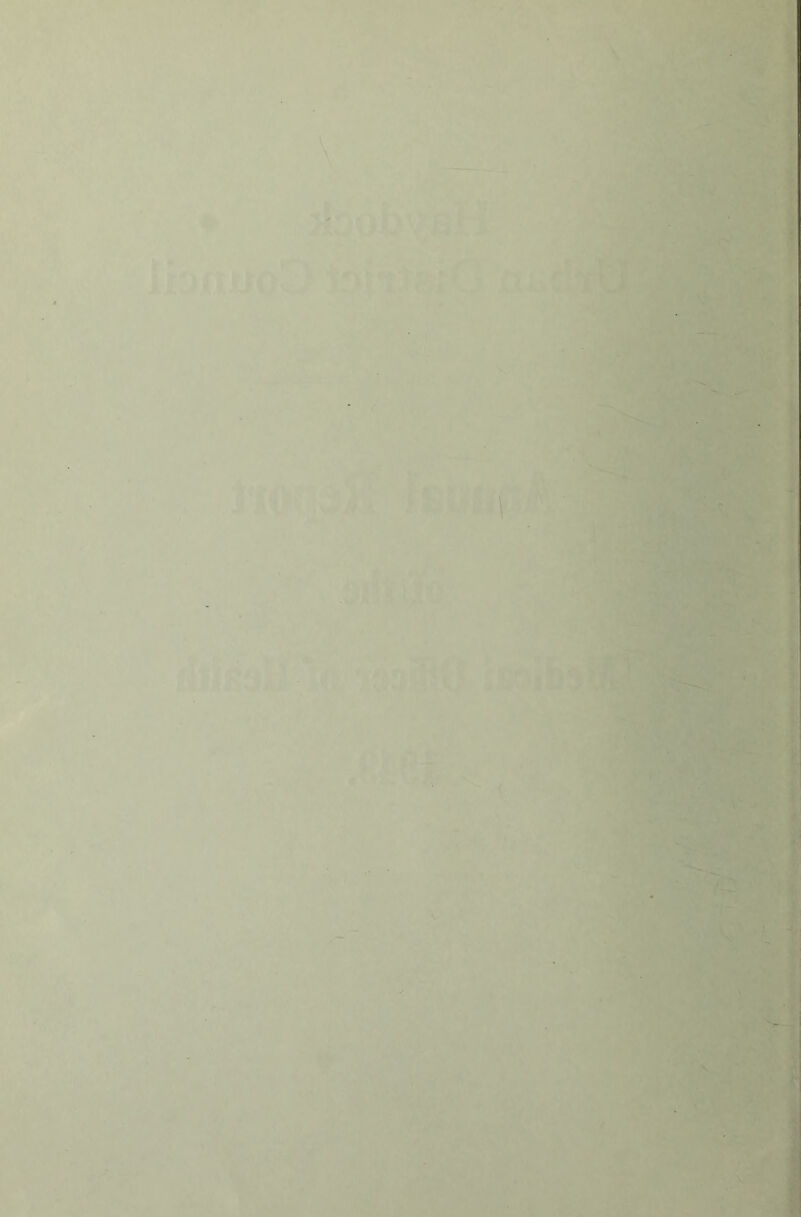 Haydock
Urban District Council
Annual Report
of the
Medical Officer of Health